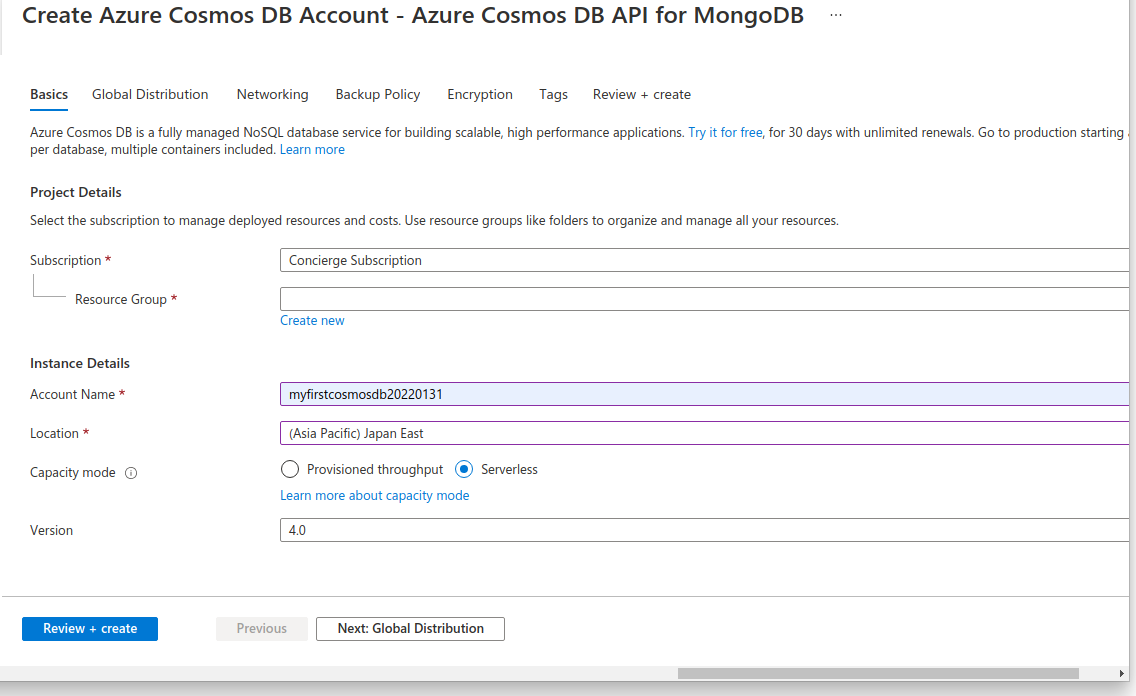 Create Azure Cosmos DB Account - Azure Cosmos DB API for MongoDB ...
Basics Global Distribution Networking Backup Policy Encryption Tags Review + create
Azure Cosmos DB is a fully managed NoSQL database service for building scalable, high performance applications. Try it for free, for 30 days with unlimited renewals. Go to production starting
per database, multiple containers included. Learn more
Project Details
Select the subscription to manage deployed resources and costs. Use resource groups like folders to organize and manage all your resources.
Subscription * Concierge Subscription
Resource Group *
Create new
Instance Details
Account Name * myfirstcosmosdb20220131
Location * (Asia Pacific) Japan East
Capacity mode Provisioned throughput Serverless
Learn more about capacity mode
Version 4.0
Review + create Previous Next: Global Distribution